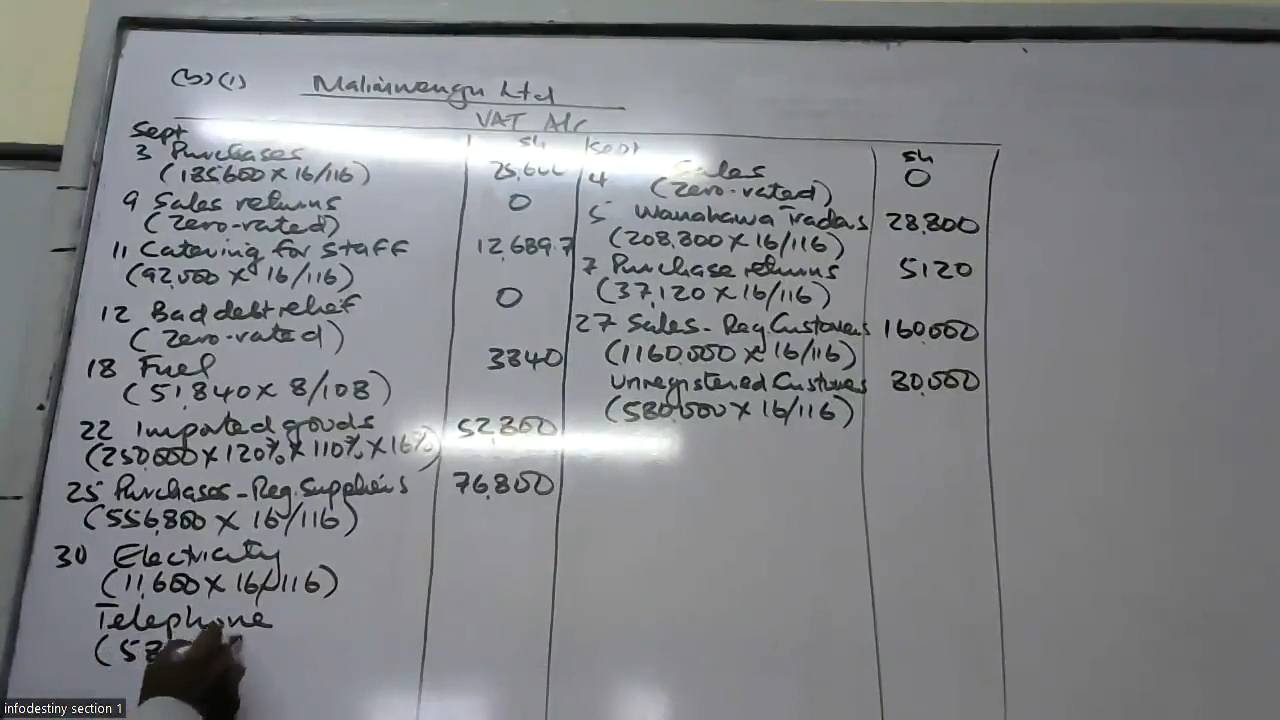 (b)(i) Maliimwengu Ltd
VAT A/c
Sept
sh
3 Purchases
(185600 × 16/116) 25,600
9 Sales returns 0
(Zero-rated)
11 Catering for staff 12,689.7
(92,000 × 16/116)
12 Bad debt relief 0
(Zero-rated)
18 Fuel 3840
(51,840 × 8/108)
22 Imported goods 52,800
(250,000 × 120% × 110% × 16%)
25 Purchases - Reg. Suppliers 76,800
(556,800 × 16/116)
30 Electricity
(11,600 × 16/116)
Telephone
(58
Sept
sh
4 Sales 0
(Zero-rated)
5 Wanahawa Traders 28,800
(208,800 × 16/116)
7 Purchase returns 5120
(37,120 × 16/116)
27 Sales - Reg Customers 160,000
(1160,000 × 16/116)
Unregistered Customers 80,000
(580,000 × 16/116)
infodestiny section 1